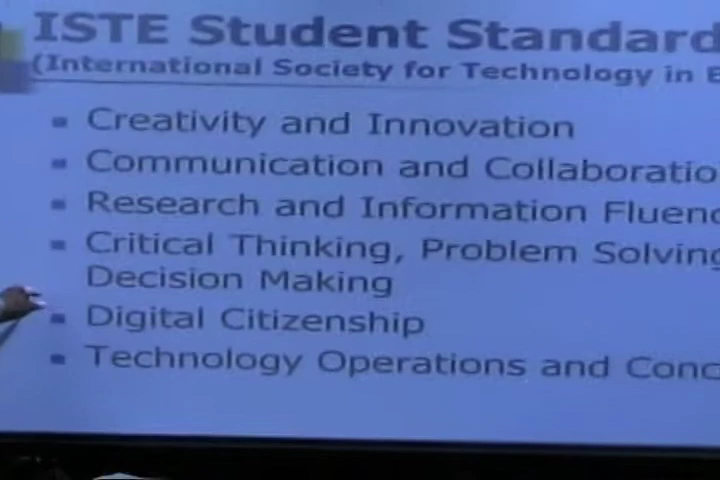 ISTE Student Standard
(International Society for Technology in E
Creativity and Innovation
Communication and Collaboratio
Research and Information Fluenc
Critical Thinking, Problem Solving
Decision Making
Digital Citizenship
Technology Operations and Conc